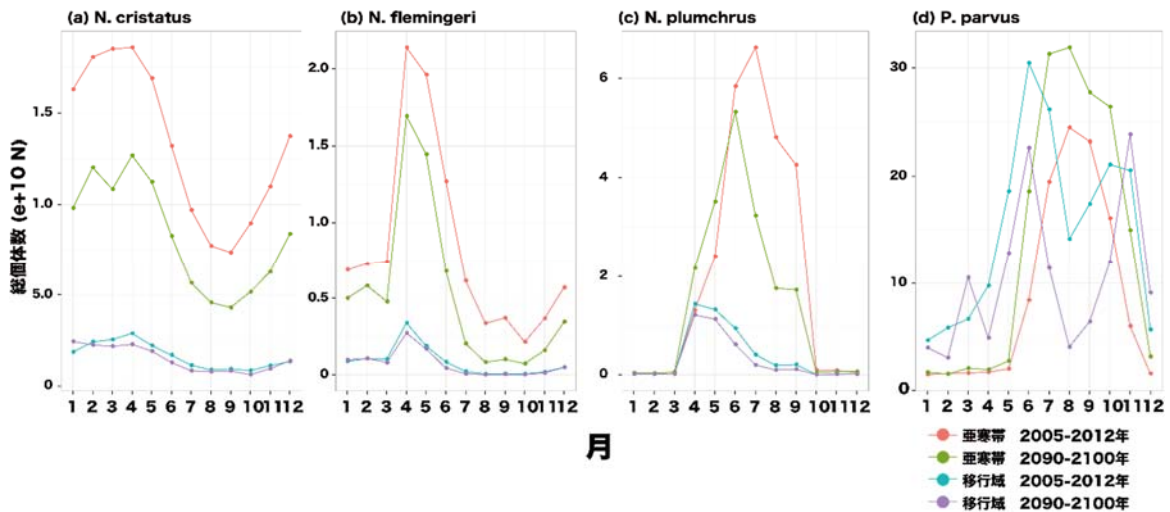 (a) N. cristatus
(b) N. flemingeri
(c) N. plumchrus
(d) P. parvus
総個体数 (e+10 N)
1.5
1.0
5.0
0
2.0
1.5
1.0
0.5
0
6
4
2
0
30
20
10
0
1 2 3 4 5 6 7 8 9 10 11 12
1 2 3 4 5 6 7 8 9 10 11 12
1 2 3 4 5 6 7 8 9 10 11 12
1 2 3 4 5 6 7 8 9 10 11 12
月
亜寒帯 2005-2012年
亜寒帯 2090-2100年
移行域 2005-2012年
移行域 2090-2100年